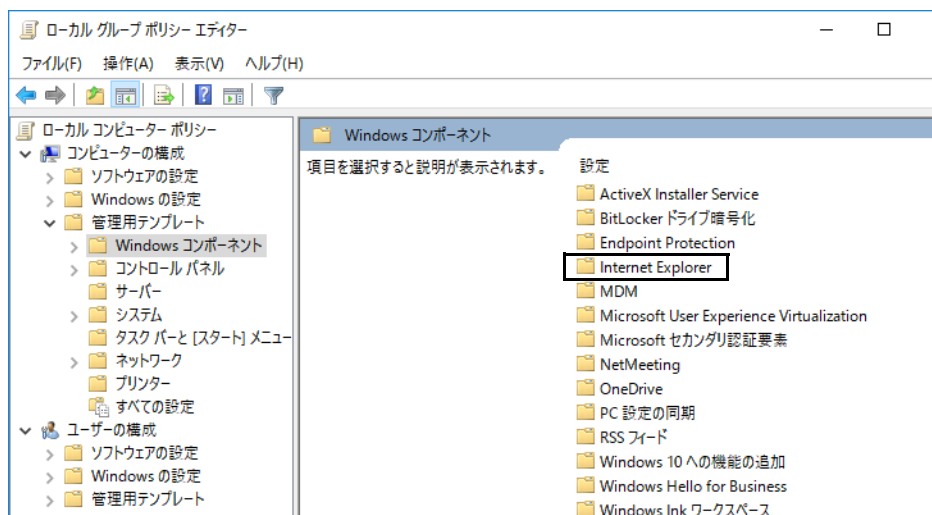 ローカル グループ ポリシー エディター
ファイル(F) 操作(A) 表示(V) ヘルプ(H)
ローカル コンピューター ポリシー
コンピューターの構成
ソフトウェアの設定
Windows の設定
管理用テンプレート
Windows コンポーネント
コントロール パネル
サーバー
システム
タスク バーと [スタート] メニュー
ネットワーク
プリンター
すべての設定
ユーザーの構成
ソフトウェアの設定
Windows の設定
管理用テンプレート
Windows コンポーネント
項目を選択すると説明が表示されます。
設定
ActiveX Installer Service
BitLocker ドライブ暗号化
Endpoint Protection
Internet Explorer
MDM
Microsoft User Experience Virtualization
Microsoft セカンダリ認証要素
NetMeeting
OneDrive
PC 設定の同期
RSS フィード
Windows 10 への機能の追加
Windows Hello for Business
Windows Ink ワークスペース